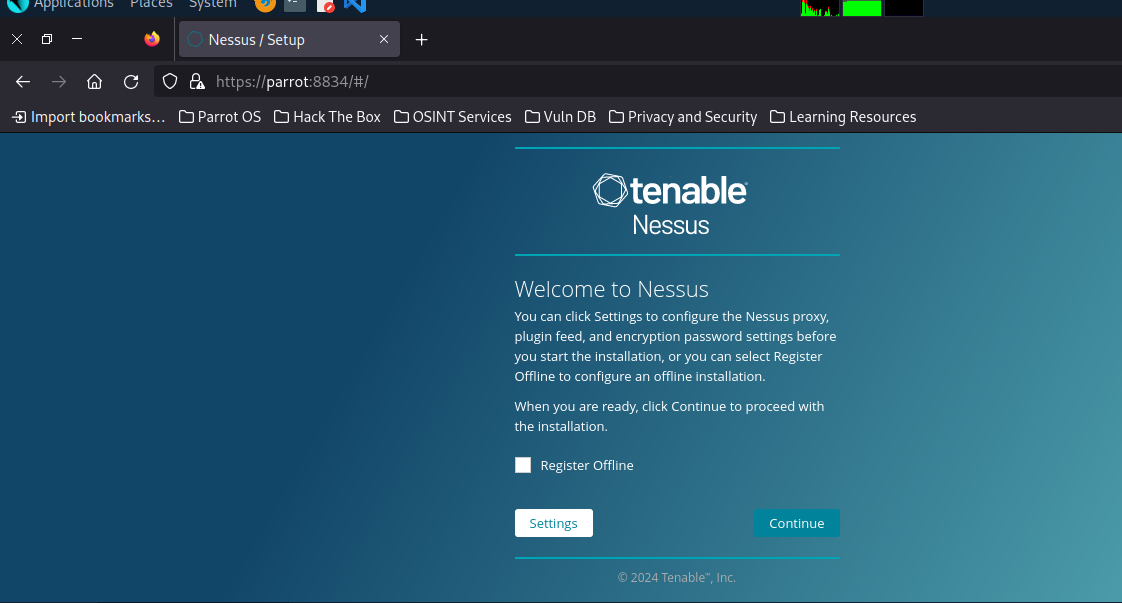 Applications Places System
Nessus / Setup
https://parrot:8834/#/
Import bookmarks... Parrot OS Hack The Box OSINT Services Vuln DB Privacy and Security Learning Resources
tenable
Nessus
Welcome to Nessus
You can click Settings to configure the Nessus proxy,
plugin feed, and encryption password settings before
you start the installation, or you can select Register
Offline to configure an offline installation.
When you are ready, click Continue to proceed with
the installation.
Register Offline
Settings Continue
© 2024 Tenable™, Inc.